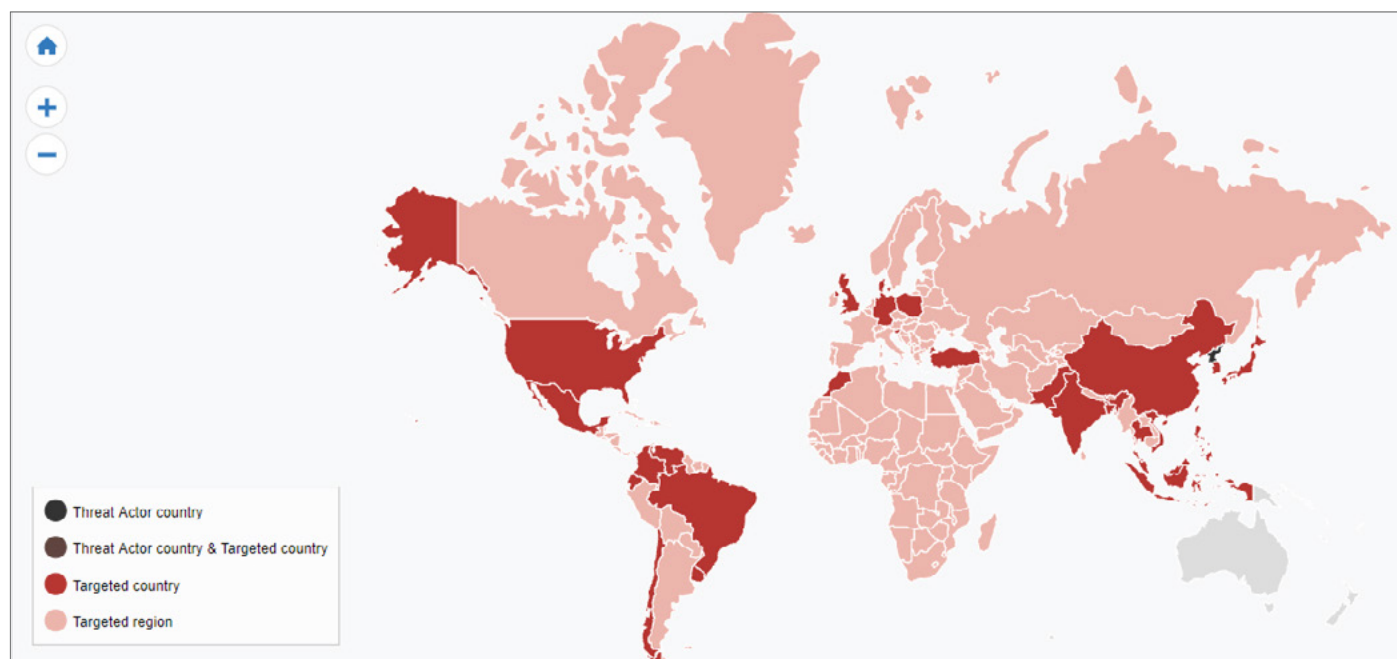 Threat Actor country
Threat Actor country & Targeted country
Targeted country
Targeted region